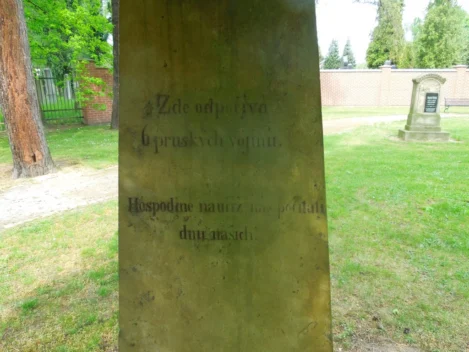 Zde odpočívá
6 pruských vojínů.
Hospodine nauč nás počítati
dnů našich.